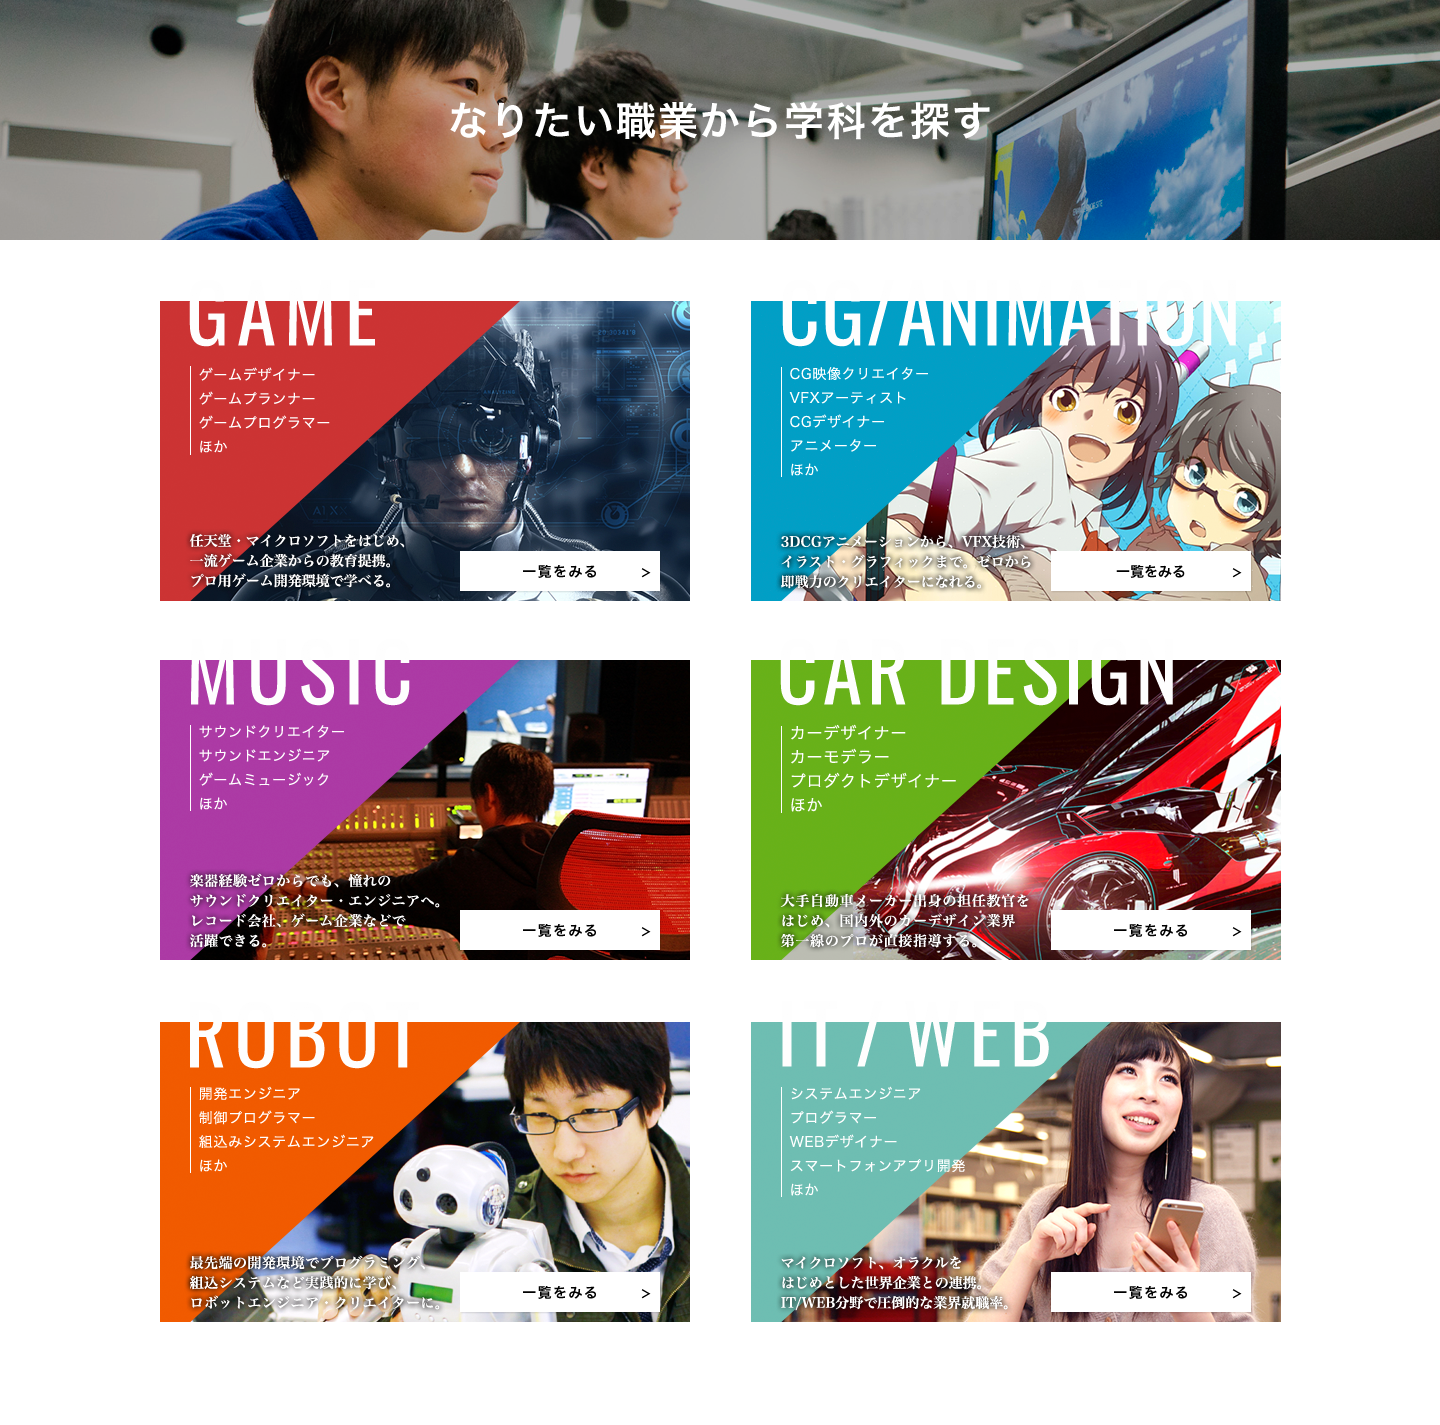 なりたい職業から学科を探す
GAME
ゲームデザイナー
ゲームプランナー
ゲームプログラマー
ほか
任天堂・マイクロソフトをはじめ、
一流ゲーム企業からの教育提携。
プロ用ゲーム開発環境で学べる。
一覧をみる >
CG/ANIMATION
CG映像クリエイター
VFXアーティスト
CGデザイナー
アニメーター
ほか
3DCGアニメーションから、VFX技術、
イラスト・グラフィックまで。ゼロから
即戦力のクリエイターになれる。
一覧をみる >
MUSIC
サウンドクリエイター
サウンドエンジニア
ゲームミュージック
ほか
楽器経験ゼロからでも、憧れの
サウンドクリエイター・エンジニアへ。
レコード会社、ゲーム企業などで
活躍できる。
一覧をみる >
CAR DESIGN
カーデザイナー
カーモデラー
プロダクトデザイナー
ほか
大手自動車メーカー出身の担任教官を
はじめ、国内外のカーデザイン業界
第一線のプロが直接指導する。
一覧をみる >
ROBOT
開発エンジニア
制御プログラマー
組込みシステムエンジニア
ほか
最先端の開発環境でプログラミング、
組込システムなど実践的に学び、
ロボットエンジニア・クリエイターに。
一覧をみる >
IT/WEB
システムエンジニア
プログラマー
WEBデザイナー
スマートフォンアプリ開発
ほか
マイクロソフト、オラクルを
はじめとした世界企業との連携。
IT/WEB分野で圧倒的な業界就職率。
一覧をみる >